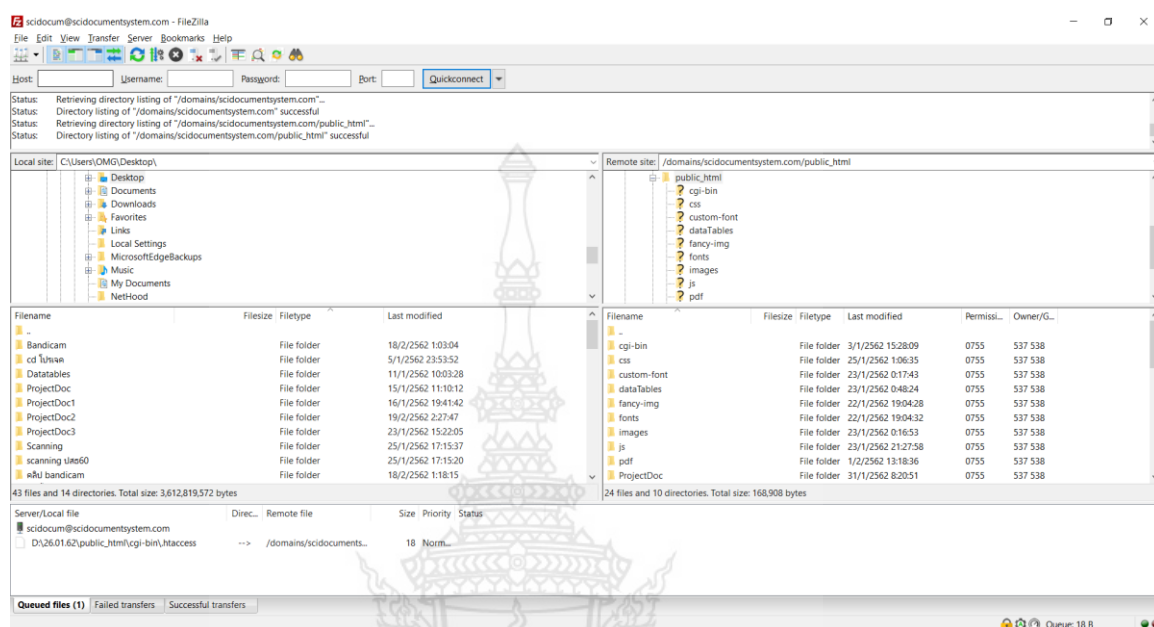 scidocum@scidocumentsystem.com - FileZilla
File Edit View Transfer Server Bookmarks Help
Host: Username: Password: Port: Quickconnect
Status: Retrieving directory listing of "/domains/scidocumentsystem.com"...
Status: Directory listing of "/domains/scidocumentsystem.com" successful
Status: Retrieving directory listing of "/domains/scidocumentsystem.com/public_html"...
Status: Directory listing of "/domains/scidocumentsystem.com/public_html" successful
Local site: C:\Users\OMG\Desktop\
Desktop
Documents
Downloads
Favorites
Links
Local Settings
MicrosoftEdgeBackups
Music
My Documents
NetHood
Remote site: /domains/scidocumentsystem.com/public_html
public_html
cgi-bin
css
custom-font
dataTables
fancy-img
fonts
images
js
pdf
Filename Filesize Filetype Last modified
..
Bandicam File folder 18/2/2562 1:03:04
cd โปรเจค File folder 5/1/2562 23:53:52
Datatables File folder 11/1/2562 10:03:28
ProjectDoc File folder 15/1/2562 11:10:12
ProjectDoc1 File folder 16/1/2562 19:41:42
ProjectDoc2 File folder 19/2/2562 2:27:47
ProjectDoc3 File folder 23/1/2562 15:22:05
Scanning File folder 25/1/2562 17:15:37
scanning ปสธ60 File folder 25/1/2562 17:15:20
คลิป bandicam File folder 18/2/2562 1:18:15
43 files and 14 directories. Total size: 3,612,819,572 bytes
Filename Filesize Filetype Last modified Permissi... Owner/G...
..
cgi-bin File folder 3/1/2562 15:28:09 0755 537 538
css File folder 25/1/2562 1:06:35 0755 537 538
custom-font File folder 23/1/2562 0:17:43 0755 537 538
dataTables File folder 23/1/2562 0:48:24 0755 537 538
fancy-img File folder 22/1/2562 19:04:28 0755 537 538
fonts File folder 22/1/2562 19:04:32 0755 537 538
images File folder 23/1/2562 0:16:53 0755 537 538
js File folder 23/1/2562 21:27:58 0755 537 538
pdf File folder 1/2/2562 13:18:36 0755 537 538
ProjectDoc File folder 31/1/2562 8:20:51 0755 537 538
24 files and 10 directories. Total size: 168,908 bytes
Server/Local file Direc... Remote file Size Priority Status
scidocum@scidocumentsystem.com
D:\26.01.62\public_html\cgi-bin\.htaccess --> /domains/scidocuments... 18 Norm...
Queued files (1) Failed transfers Successful transfers
Queue: 18 B